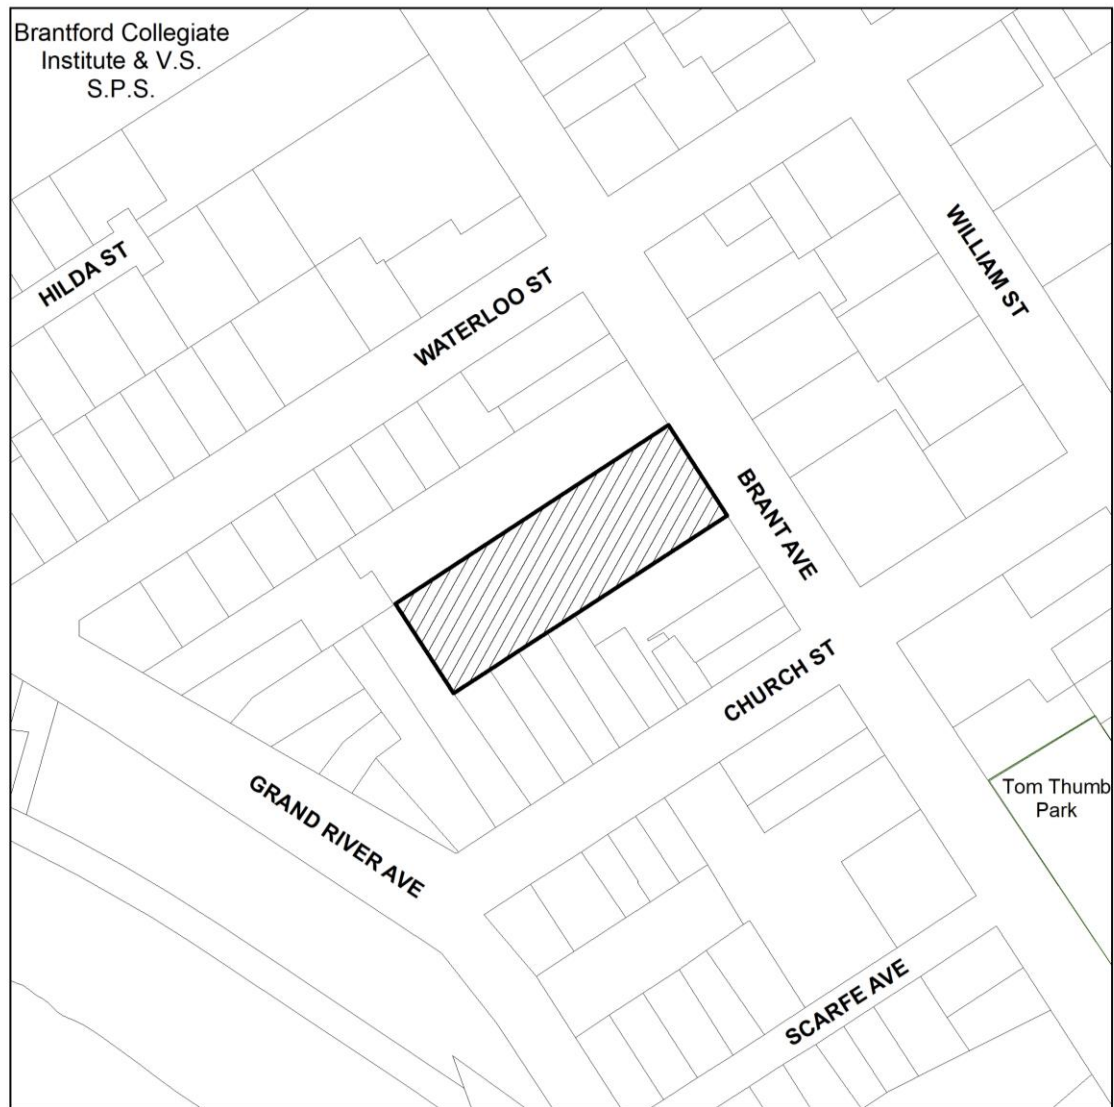 Brantford Collegiate
Institute & V.S.
S.P.S.
HILDA ST
WATERLOO ST
WILLIAM ST
BRANT AVE
CHURCH ST
GRAND RIVER AVE
Tom Thumb
Park
SCARFE AVE